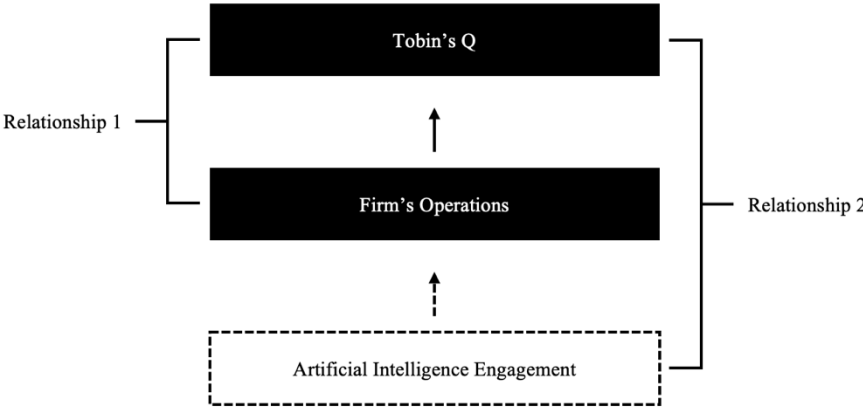 Tobin’s Q
Relationship 1
Firm’s Operations
Relationship 2
Artificial Intelligence Engagement